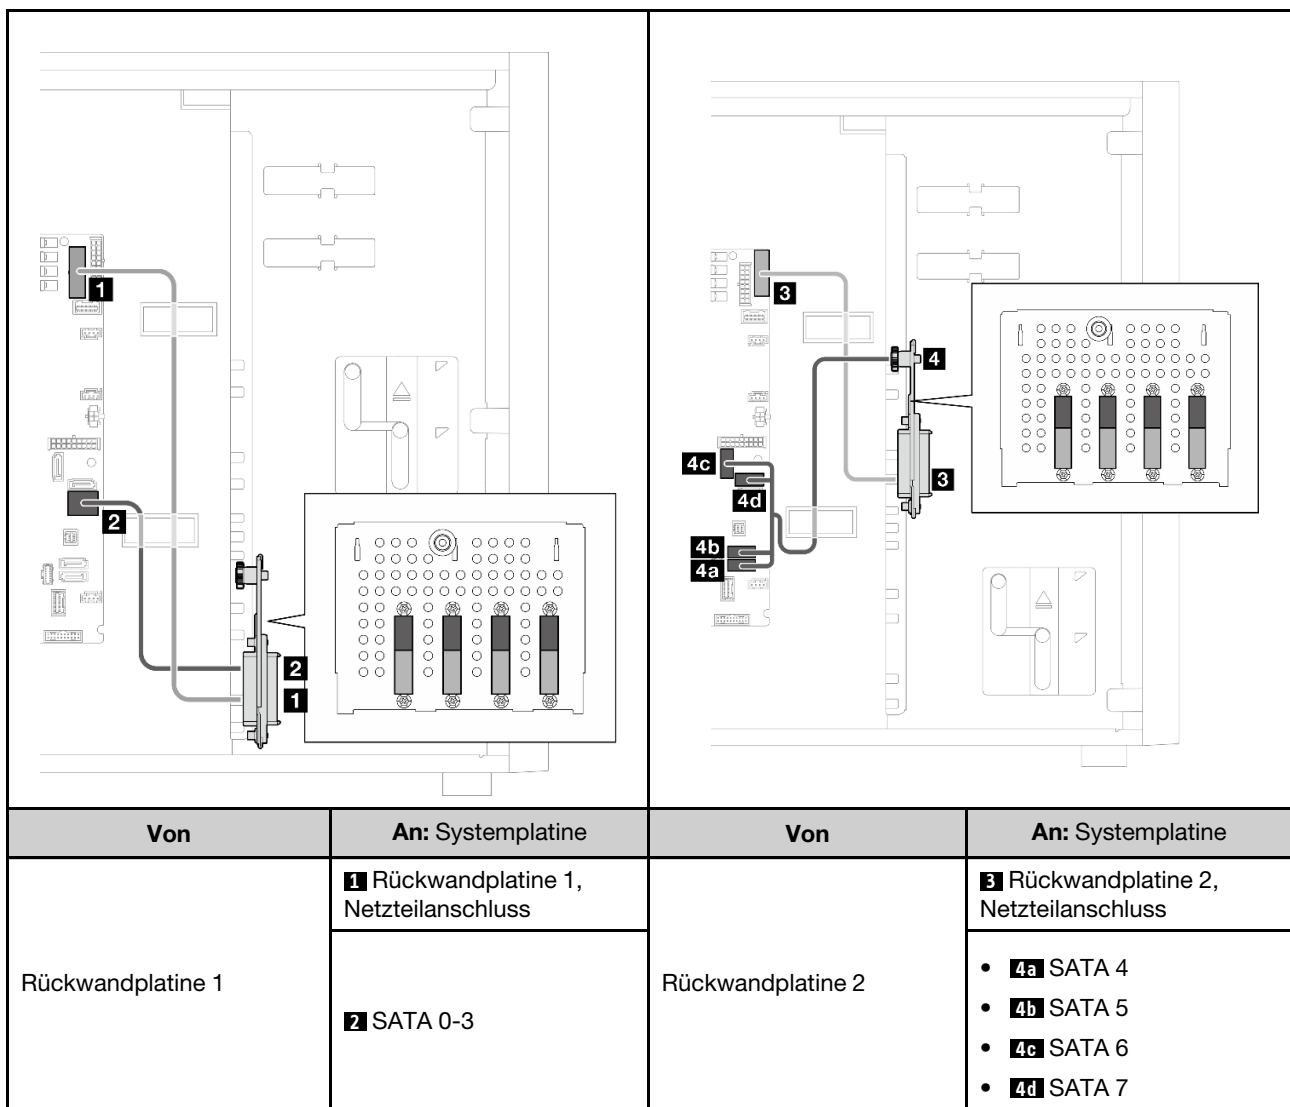 1
2
2
1
3
4
4c
4d
3
4b
4a
Von
An: Systemplatine
Von
An: Systemplatine
Rückwandplatine 1
1 Rückwandplatine 1,
Netzteilanschluss
2 SATA 0-3
Rückwandplatine 2
3 Rückwandplatine 2,
Netzteilanschluss
• 4a SATA 4
• 4b SATA 5
• 4c SATA 6
• 4d SATA 7